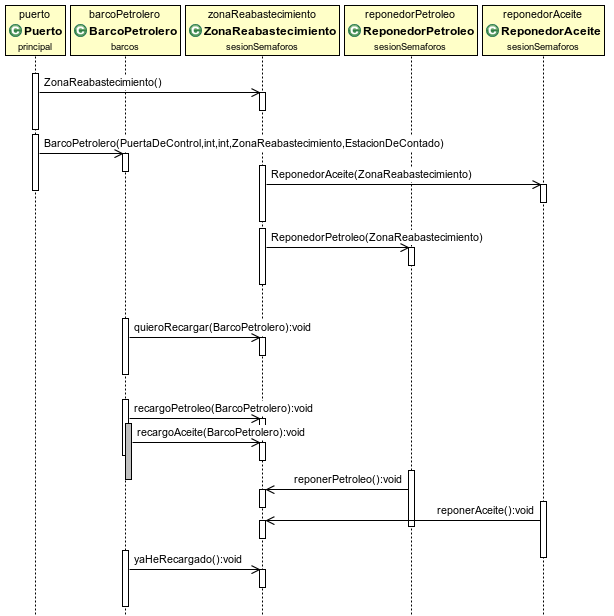 puerto
Puerto
principal
barcoPetrolero
BarcoPetrolero
barcos
zonaReabastecimiento
ZonaReabastecimiento
sesionSemaforos
reponedorPetroleo
ReponedorPetroleo
sesionSemaforos
reponedorAceite
ReponedorAceite
sesionSemaforos
ZonaReabastecimiento()
BarcoPetrolero(PuertaDeControl,int,int,ZonaReabastecimiento,EstacionDeContado)
ReponedorAceite(ZonaReabastecimiento)
ReponedorPetroleo(ZonaReabastecimiento)
quieroRecargar(BarcoPetrolero):void
recargoPetroleo(BarcoPetrolero):void
recargoAceite(BarcoPetrolero):void
reponerPetroleo():void
reponerAceite():void
yaHeRecargado():void